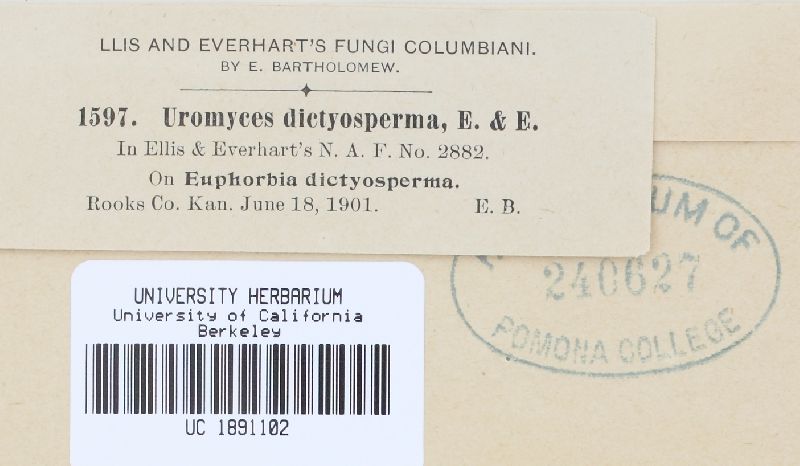 LLIS AND EVERHART'S FUNGI COLUMBIANI.
BY E. BARTHOLOMEW.
1597. Uromyces dictyosperma, E. & E.
In Ellis & Everhart's N. A. F. No. 2882.
On Euphorbia dictyosperma.
Rooks Co. Kan. June 18, 1901. E. B.
UM OF
240627
POMONA COLLEGE
UNIVERSITY HERBARIUM
University of California
Berkeley
UC 1891102